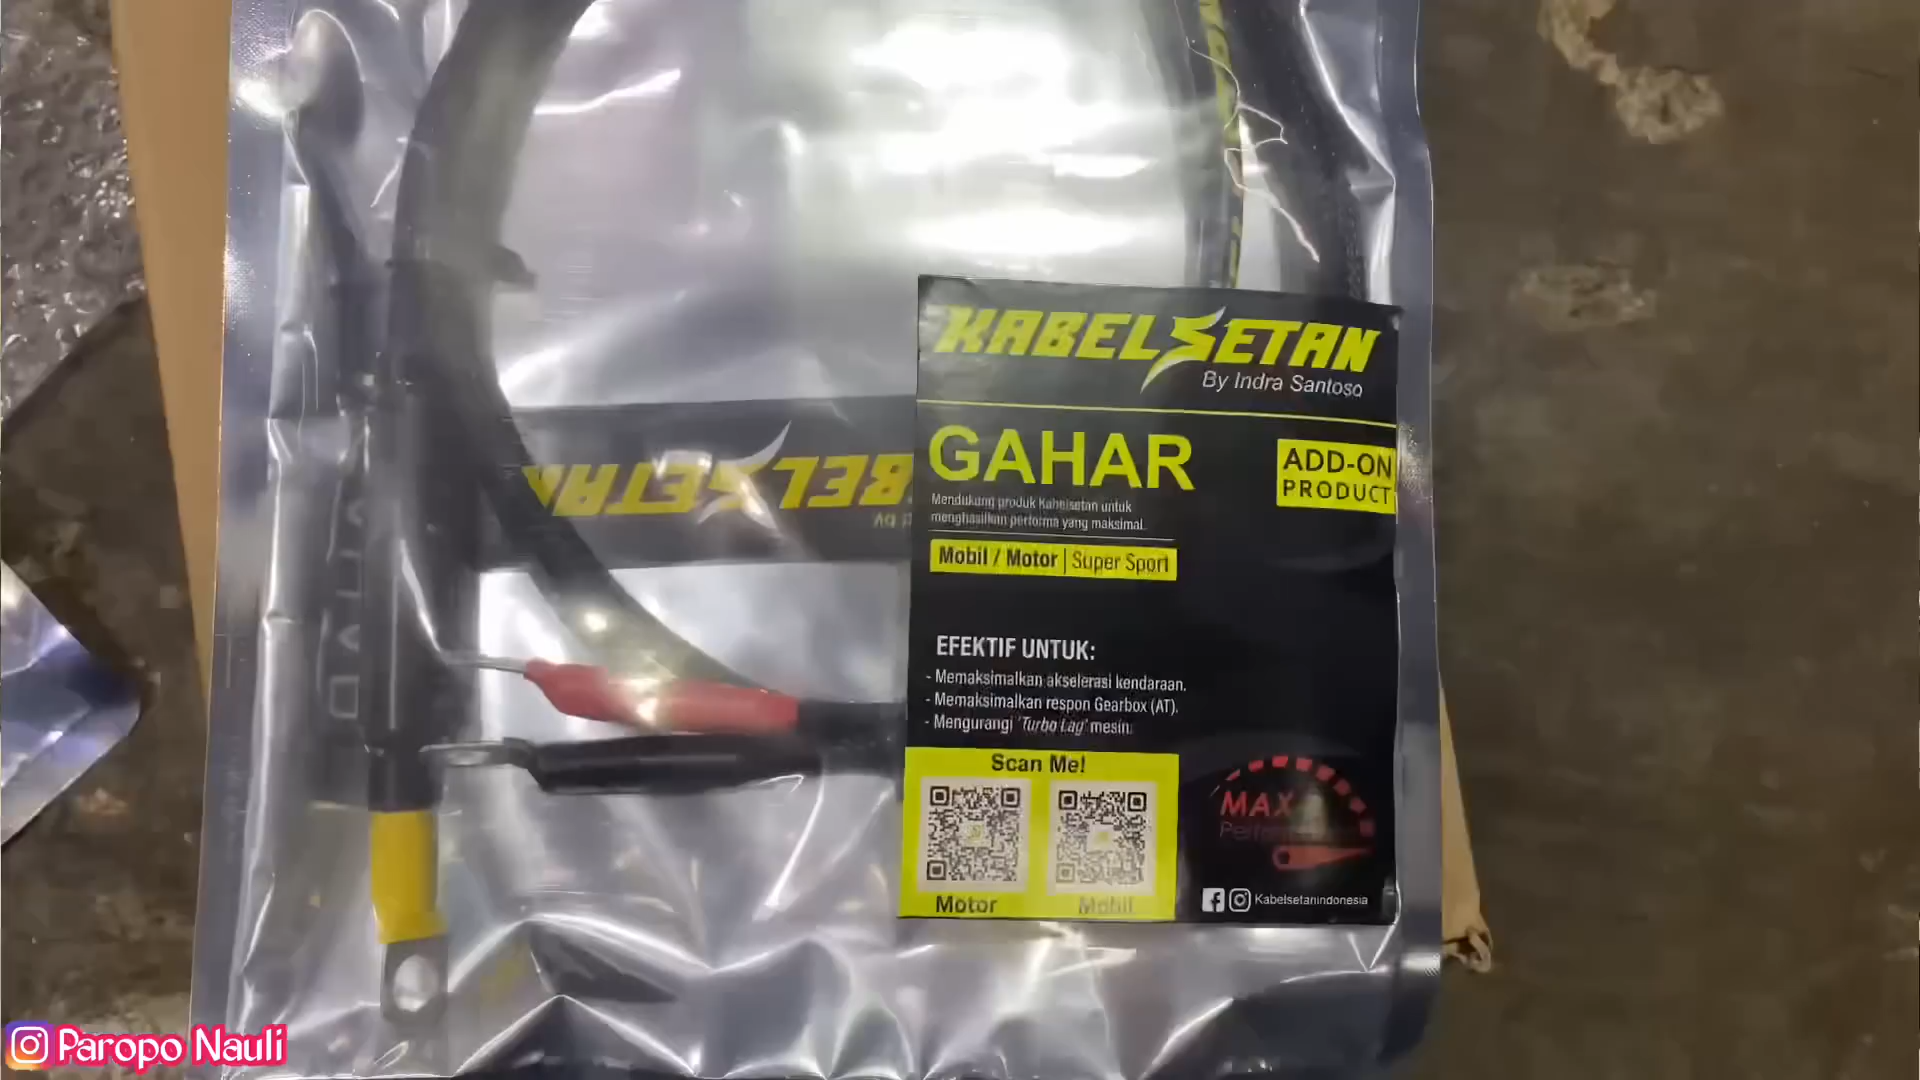 KABELSETAN
By Indra Santoso
GAHAR
ADD-ON
PRODUCT
Mendukung produk Kabelsetan untuk
menghasilkan performa yang maksimal.
Mobil / Motor | Super Sport
EFEKTIF UNTUK:
- Memaksimalkan akselerasi kendaraan.
- Memaksimalkan respon Gearbox (AT).
- Mengurangi 'Turbo Lag' mesin.
Scan Me!
Motor
Mobil
MAX
Kabelsetanindonesia
BELSETAN
GAHAR
Paropo Nauli